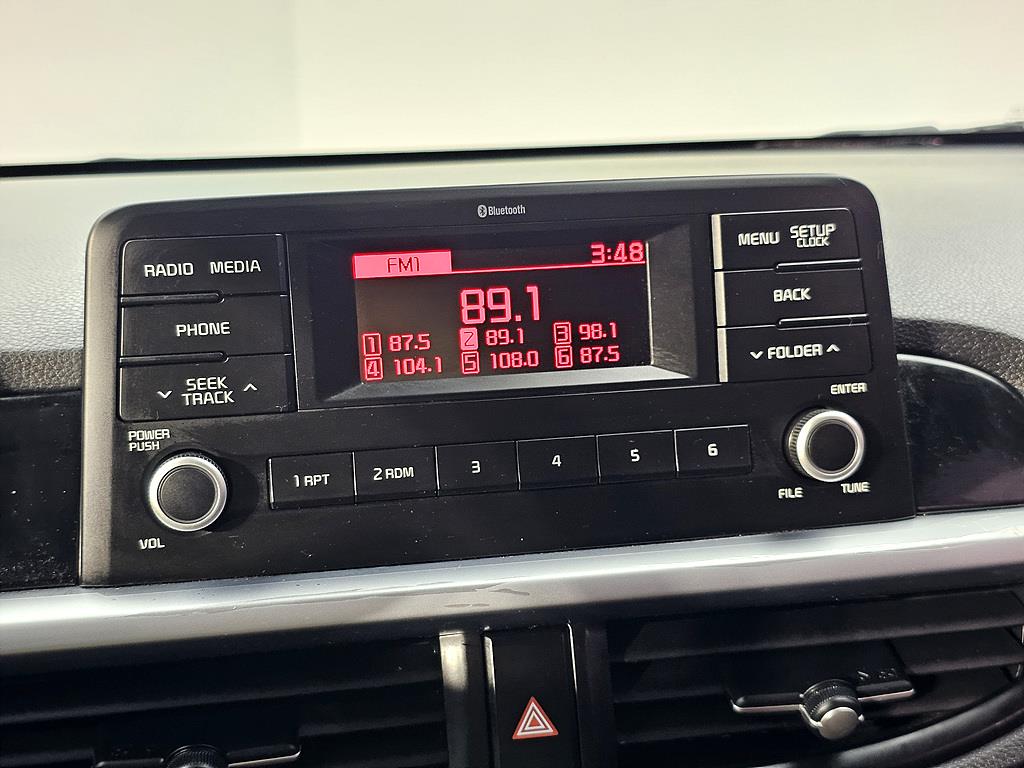 Bluetooth
RADIO MEDIA
PHONE
SEEK
TRACK
POWER
PUSH
VOL
FM1 3:48
89.1
1 87.5 2 89.1 3 98.1
4 104.1 5 108.0 6 87.5
MENU SETUP
CLOCK
BACK
FOLDER
ENTER
FILE TUNE
1 RPT 2 RDM 3 4 5 6